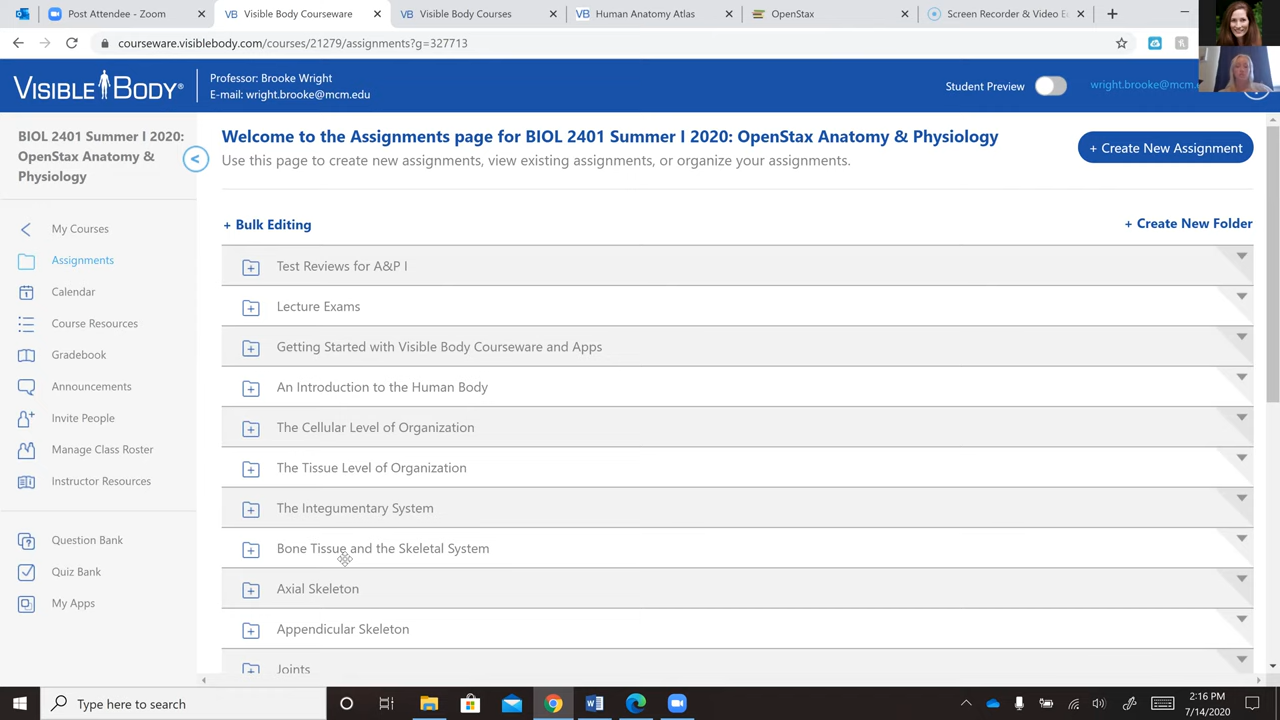 Post Attendee - Zoom
Visible Body Courseware
Visible Body Courses
Human Anatomy Atlas
OpenStax
Screen Recorder & Video E
courseware.visiblebody.com/courses/21279/assignments?g=327713
VISIBLE BODY
Professor: Brooke Wright
E-mail: wright.brooke@mcm.edu
Student Preview
wright.brooke@mcm.
BIOL 2401 Summer I 2020:
OpenStax Anatomy &
Physiology
Welcome to the Assignments page for BIOL 2401 Summer I 2020: OpenStax Anatomy & Physiology
Use this page to create new assignments, view existing assignments, or organize your assignments.
+ Create New Assignment
+ Bulk Editing
+ Create New Folder
My Courses
Assignments
Calendar
Course Resources
Gradebook
Announcements
Invite People
Manage Class Roster
Instructor Resources
Question Bank
Quiz Bank
My Apps
Test Reviews for A&P I
Lecture Exams
Getting Started with Visible Body Courseware and Apps
An Introduction to the Human Body
The Cellular Level of Organization
The Tissue Level of Organization
The Integumentary System
Bone Tissue and the Skeletal System
Axial Skeleton
Appendicular Skeleton
Joints
Type here to search
2:16 PM
7/14/2020